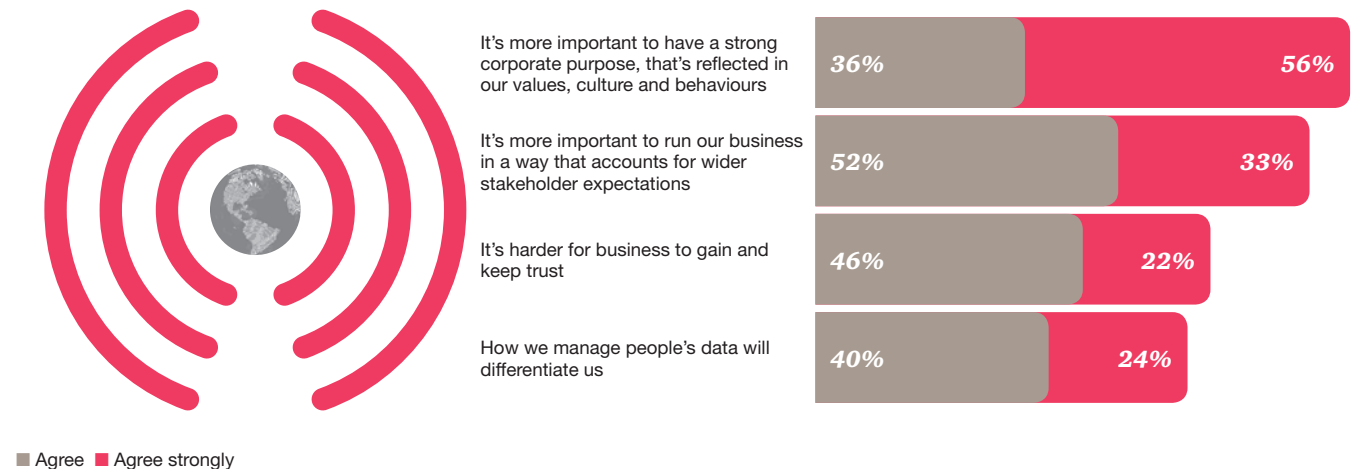 It’s more important to have a strong
corporate purpose, that’s reflected in
our values, culture and behaviours
36%
56%
It’s more important to run our business
in a way that accounts for wider
stakeholder expectations
52%
33%
It’s harder for business to gain and
keep trust
46%
22%
How we manage people’s data will
differentiate us
40%
24%
Agree
Agree strongly